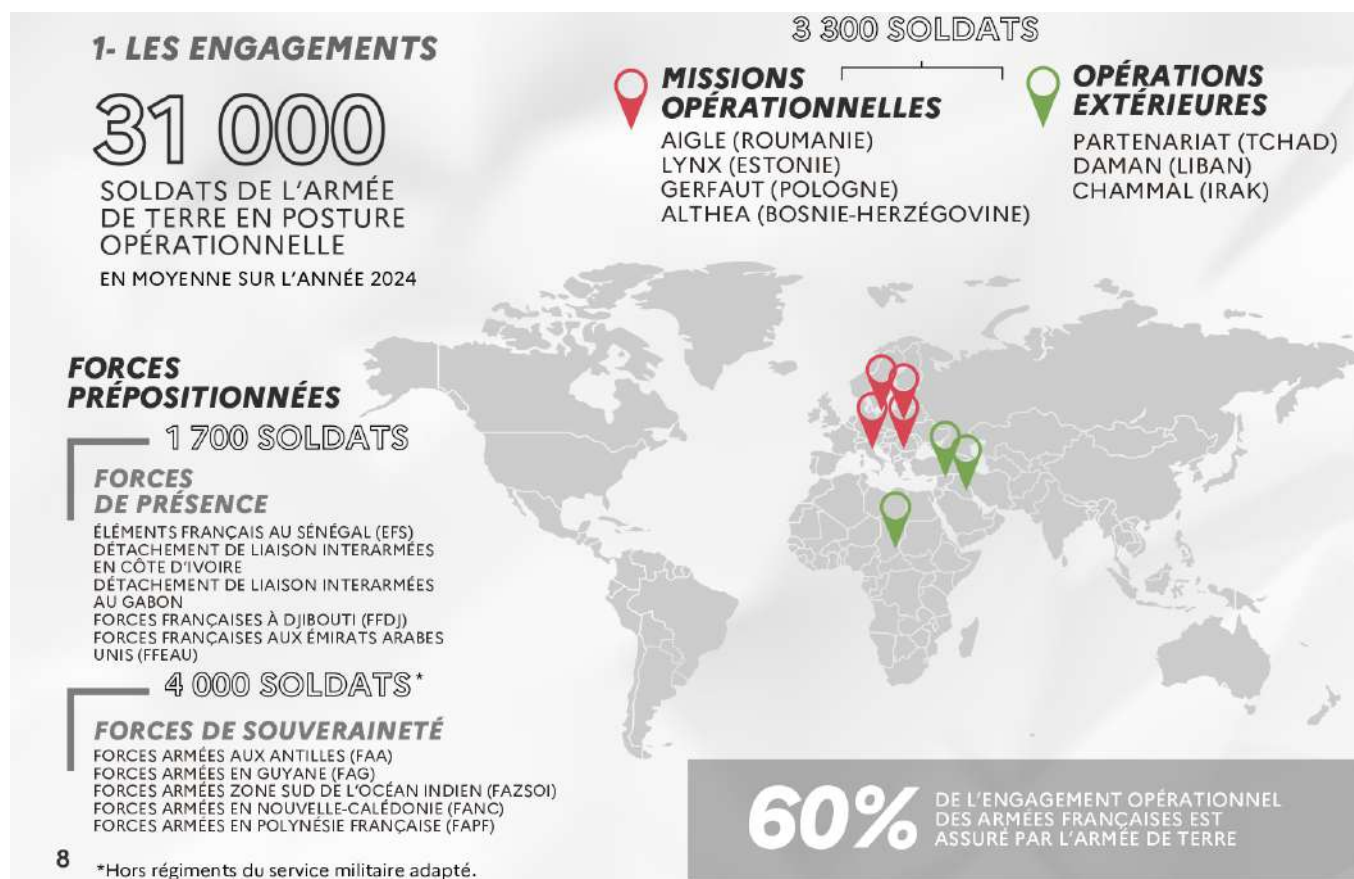 1- LES ENGAGEMENTS
31 000
SOLDATS DE L'ARMÉE
DE TERRE EN POSTURE
OPÉRATIONNELLE
EN MOYENNE SUR L'ANNÉE 2024
3 300 SOLDATS
MISSIONS
OPÉRATIONNELLES
AIGLE (ROUMANIE)
LYNX (ESTONIE)
GERFAUT (POLOGNE)
ALTHEA (BOSNIE-HERZÉGOVINE)
OPÉRATIONS
EXTÉRIEURES
PARTENARIAT (TCHAD)
DAMAN (LIBAN)
CHAMMAL (IRAK)
FORCES
PRÉPOSITIONNÉES
1 700 SOLDATS
FORCES
DE PRÉSENCE
ÉLÉMENTS FRANÇAIS AU SÉNÉGAL (EFS)
DÉTACHEMENT DE LIAISON INTERARMÉES
EN CÔTE D'IVOIRE
DÉTACHEMENT DE LIAISON INTERARMÉES
AU GABON
FORCES FRANÇAISES À DJIBOUTI (FFDJ)
FORCES FRANÇAISES AUX ÉMIRATS ARABES
UNIS (FFEAU)
4 000 SOLDATS*
FORCES DE SOUVERAINETÉ
FORCES ARMÉES AUX ANTILLES (FAA)
FORCES ARMÉES EN GUYANE (FAG)
FORCES ARMÉES ZONE SUD DE L'OCÉAN INDIEN (FAZSOI)
FORCES ARMÉES EN NOUVELLE-CALÉDONIE (FANC)
FORCES ARMÉES EN POLYNÉSIE FRANÇAISE (FAPF)
60%
DE L'ENGAGEMENT OPÉRATIONNEL
DES ARMÉES FRANÇAISES EST
ASSURÉ PAR L'ARMÉE DE TERRE
8
*Hors régiments du service militaire adapté.